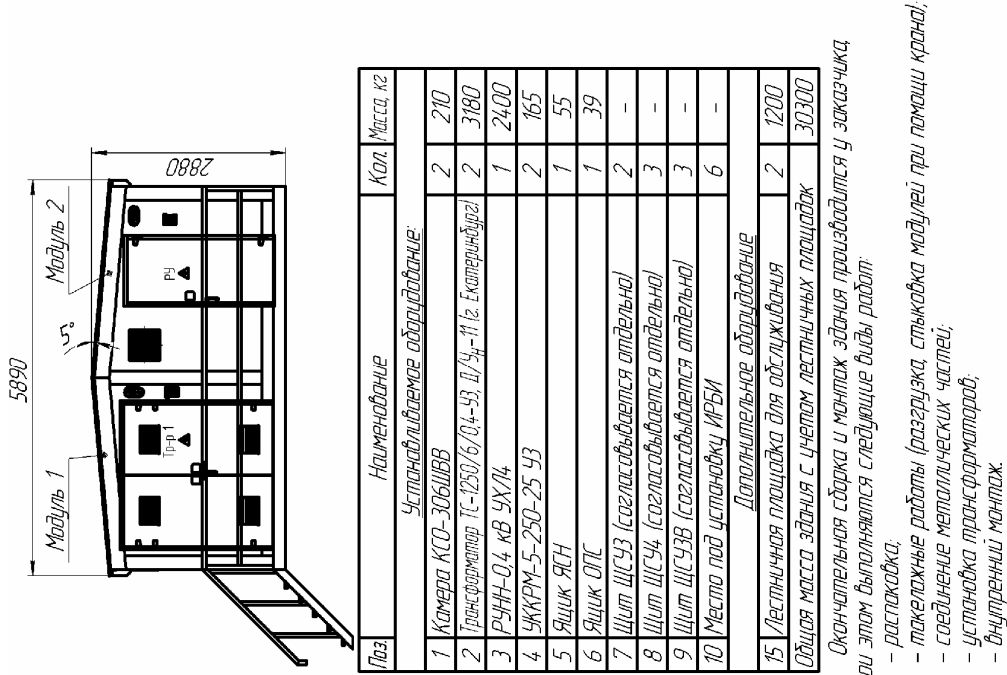 5890
Модуль 1
Модуль 2
5°
2880
Тр-р 1
РУ
Поз. Наименование Кол. Масса, кг
Устанавливаемое оборудование:
1 Камера КСО-306ШВВ 2 210
2 Трансформатор ТС-1250/6/0,4-У3 Д/Ун-11 (г. Екатеринбург) 2 3180
3 РУНН-0,4 кВ УХЛ4 1 2400
4 УККРМ-5-250-25 У3 2 165
5 Ящик ЯСН 1 55
6 Ящик ОПС 1 39
7 Щит ЩСУ3 (согласовывается отдельно) 2 -
8 Щит ЩСУ4 (согласовывается отдельно) 3 -
9 Щит ЩСУ3В (согласовывается отдельно) 3 -
10 Место под установку ИРБИ 6 -
Дополнительное оборудование
15 Лестничная площадка для обслуживания 2 1200
Общая масса здания с учетом лестничных площадок 30300
Окончательная сборка и монтаж здания производится у заказчика,
ри этом выполняются следующие виды работ:
- распаковка;
- такелажные работы (разгрузка, стыковка модулей при помощи крана);
- соединение металлических частей;
- установка трансформаторов;
- внутренний монтаж.